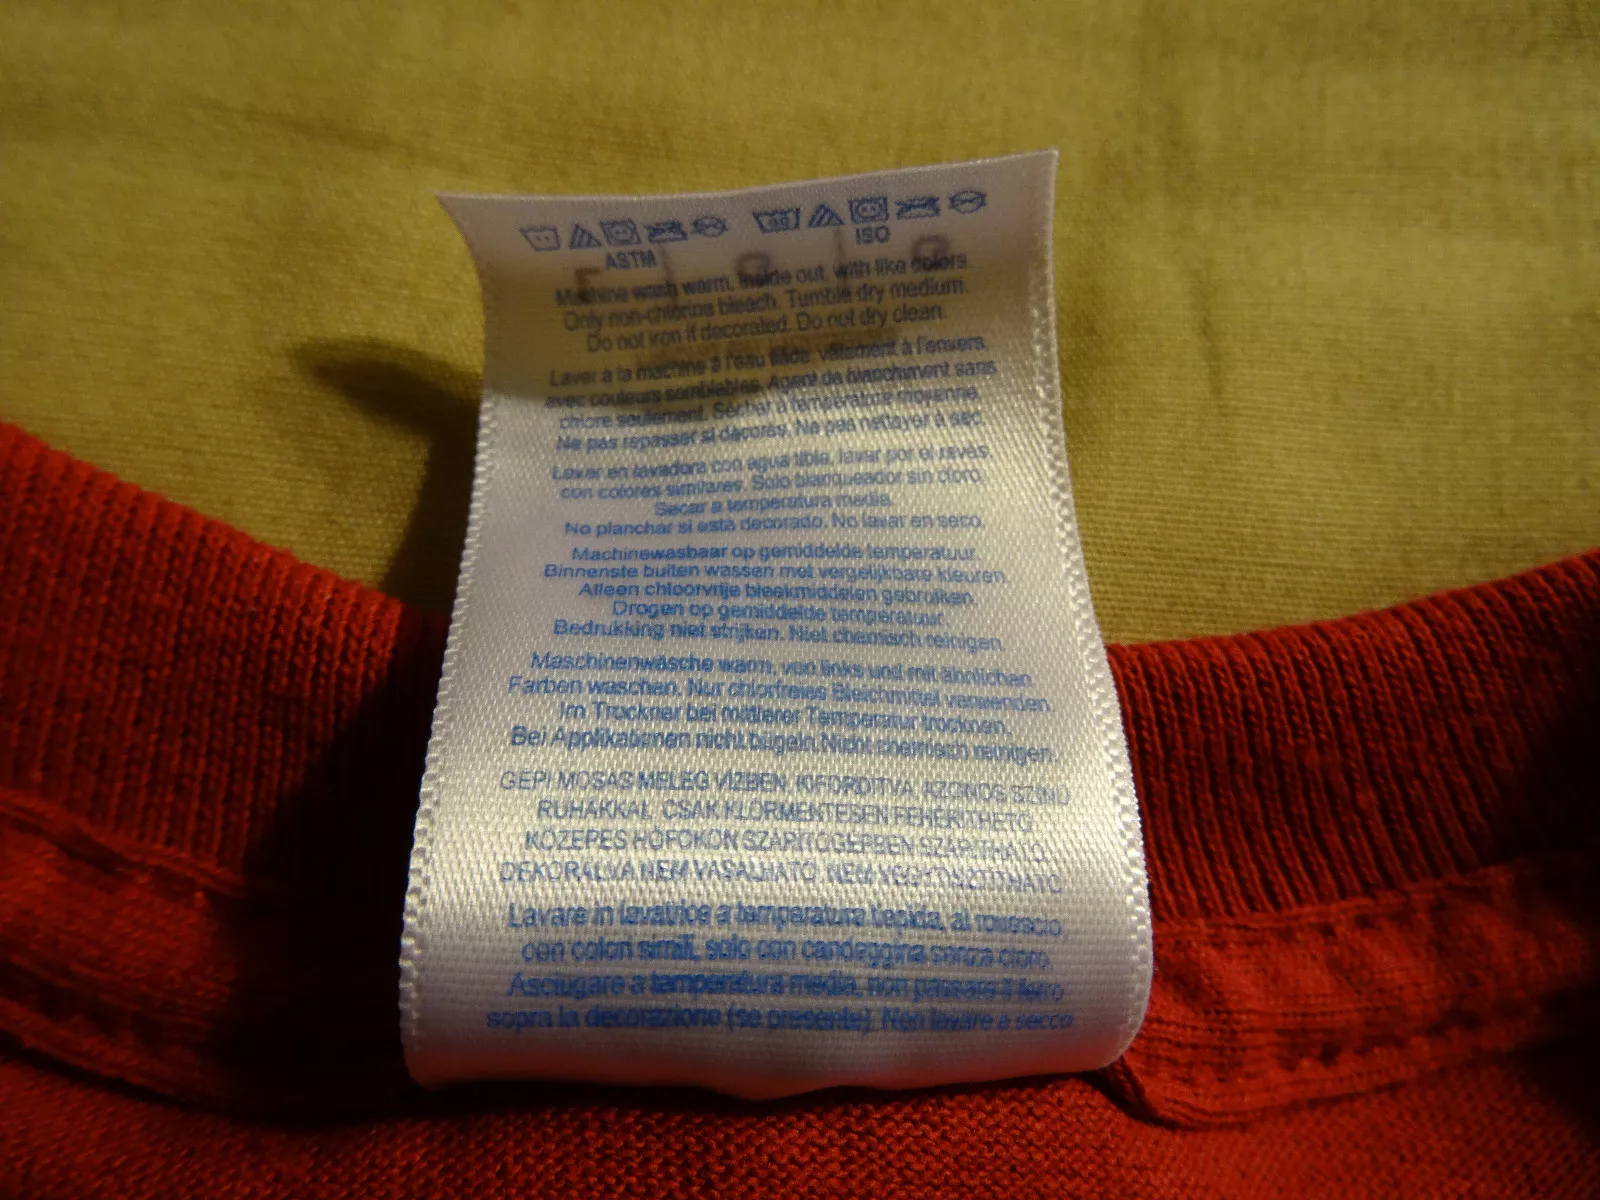 ASTM
ISO
Machine wash warm, inside out, with like colors.
Only non-chlorine bleach. Tumble dry medium.
Do not iron if decorated. Do not dry clean.
Laver à la machine à l'eau tiède, vêtement à l'envers,
avec couleurs semblables. Agent de blanchiment sans
chlore seulement. Sécher à température moyenne.
Ne pas repasser si décorés. Ne pas nettoyer à sec.
Lavar en lavadora con agua tibia, lavar por el revés,
con colores similares. Solo blanqueador sin cloro.
Secar a temperatura media.
No planchar si está decorado. No lavar en seco.
Machinewasbaar op gemiddelde temperatuur.
Binnenste buiten wassen met vergelijkbare kleuren.
Alleen chloorvrije bleekmiddelen gebruiken.
Drogen op gemiddelde temperatuur.
Bedrukking niet strijken. Niet chemisch reinigen.
Maschinenwäsche warm, von links und mit ähnlichen
Farben waschen. Nur chlorfreies Bleichmittel verwenden.
Im Trockner bei mittlerer Temperatur trocknen.
Bei Applikationen nicht bügeln. Nicht chemisch reinigen.
GÉPI MOSÁS MELEG VÍZBEN, KIFORDÍTVA, AZONOS SZÍNŰ
RUHÁKKAL. CSAK KLÓRMENTESEN FEHÉRÍTHETŐ.
KÖZEPES HŐFOKON SZÁRÍTÓGÉPBEN SZÁRÍTHATÓ.
DEKORÁLVA NEM VASALHATÓ. NEM VEGYTISZTÍTHATÓ.
Lavare in lavatrice a temperatura tiepida, al rovescio,
con colori simili, solo con candeggina senza cloro.
Asciugare a temperatura media, non passare il ferro
sopra la decorazione (se presente). Non lavare a secco.